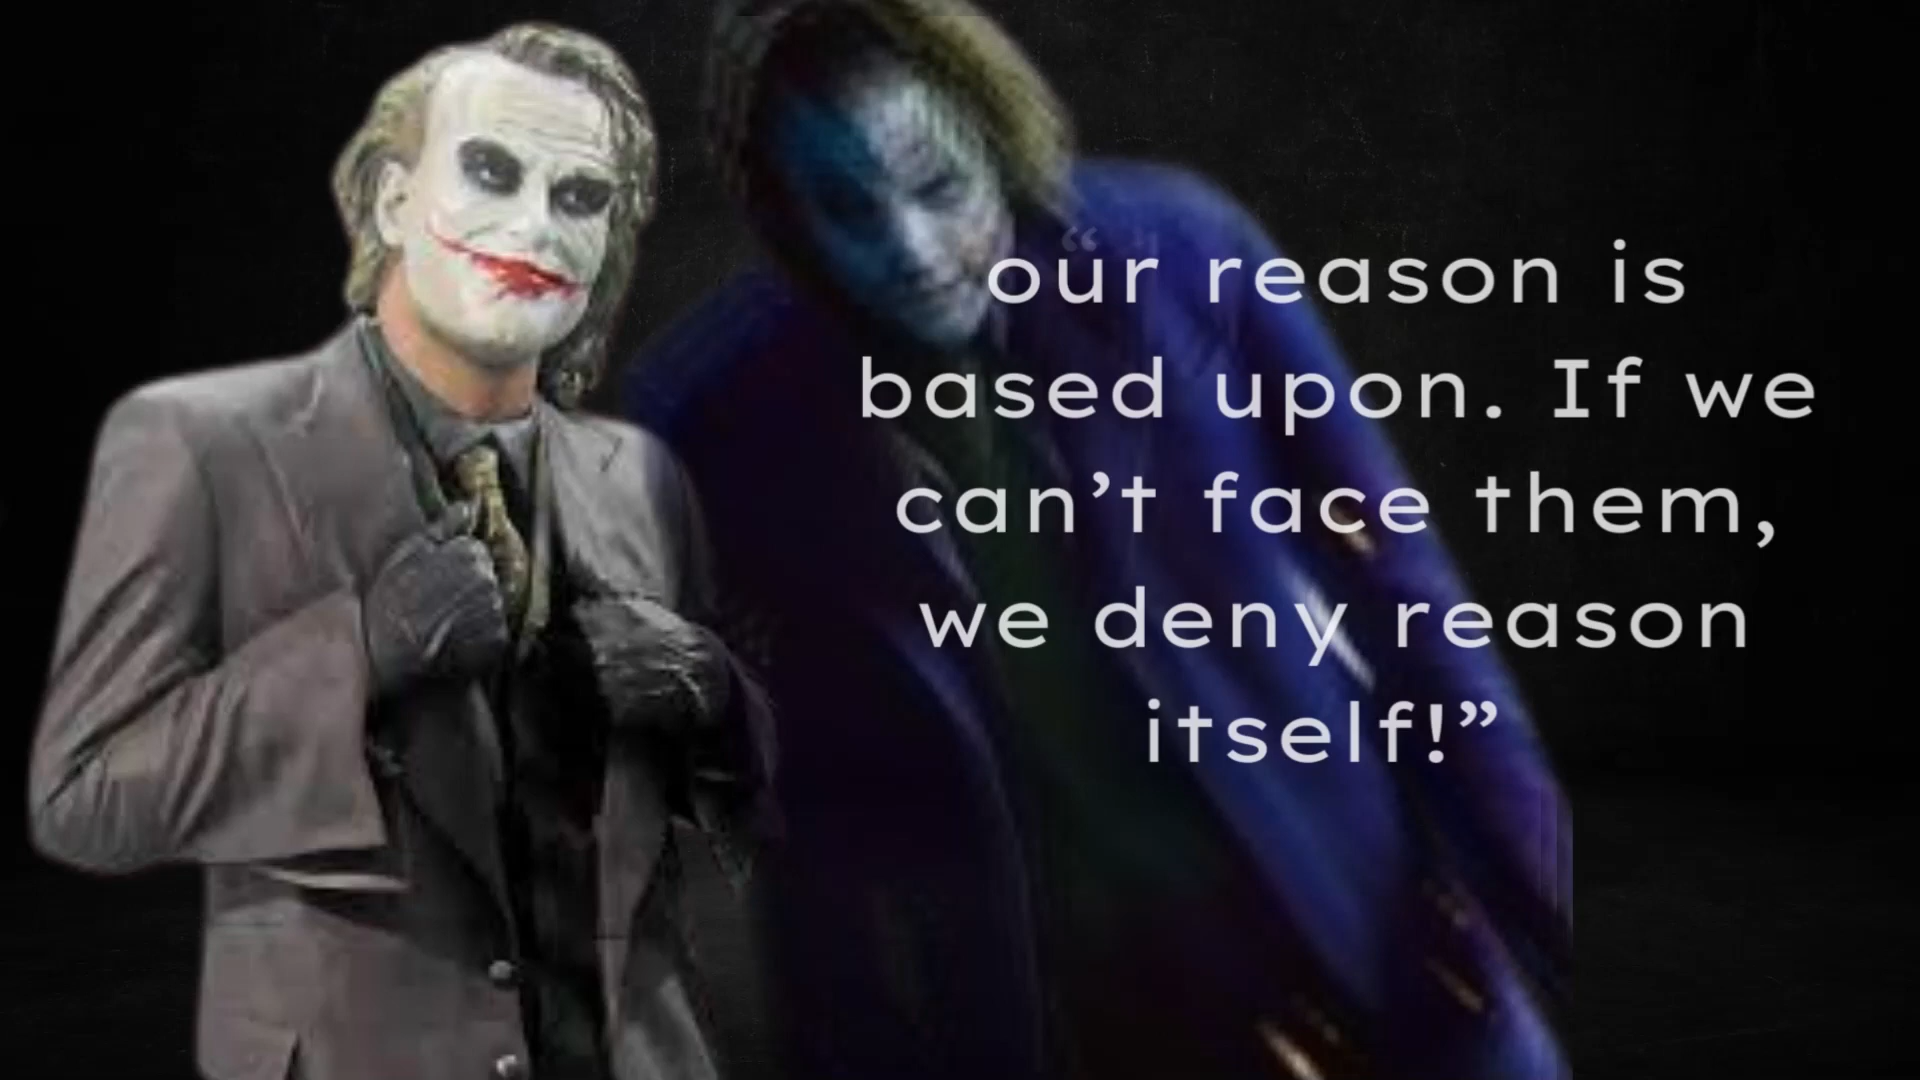 “our reason is
based upon. If we
can’t face them,
we deny reason
itself!”